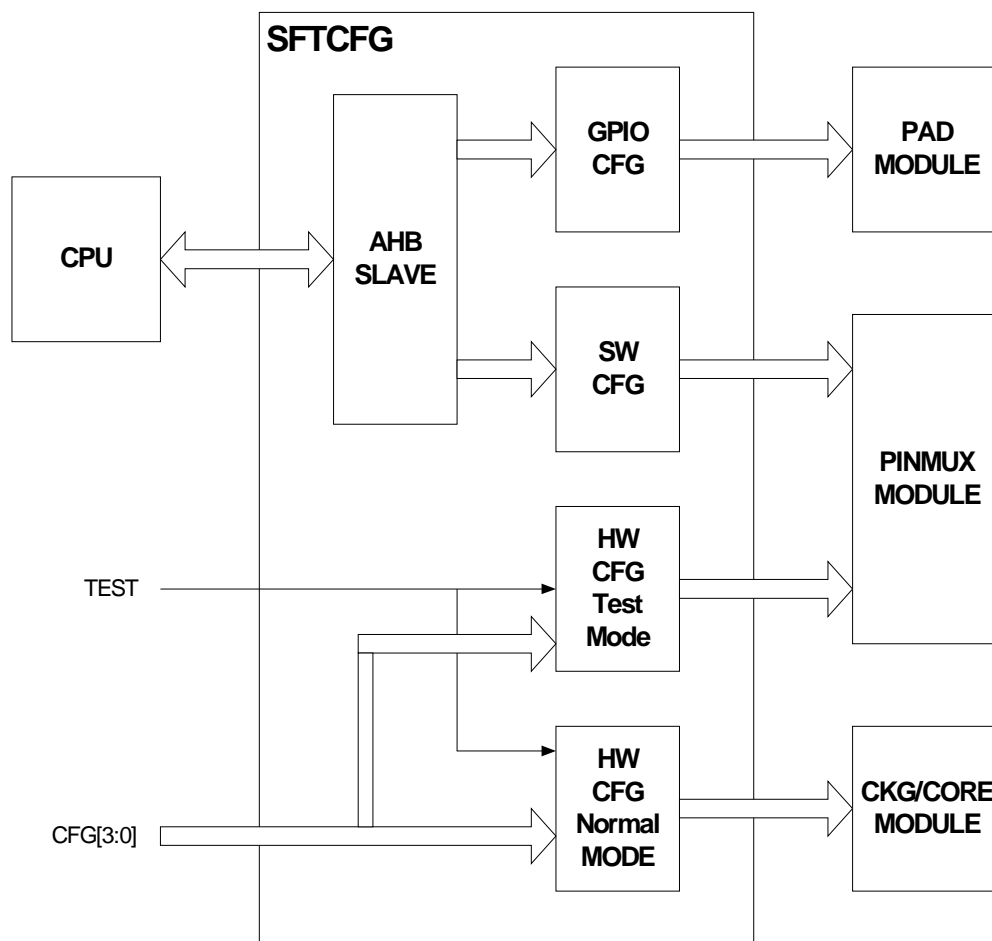 SFTCFG
GPIO
CFG
PAD
MODULE
CPU
AHB
SLAVE
SW
CFG
PINMUX
MODULE
TEST
HW
CFG
Test
Mode
CFG[3:0]
HW
CFG
Normal
MODE
CKG/CORE
MODULE